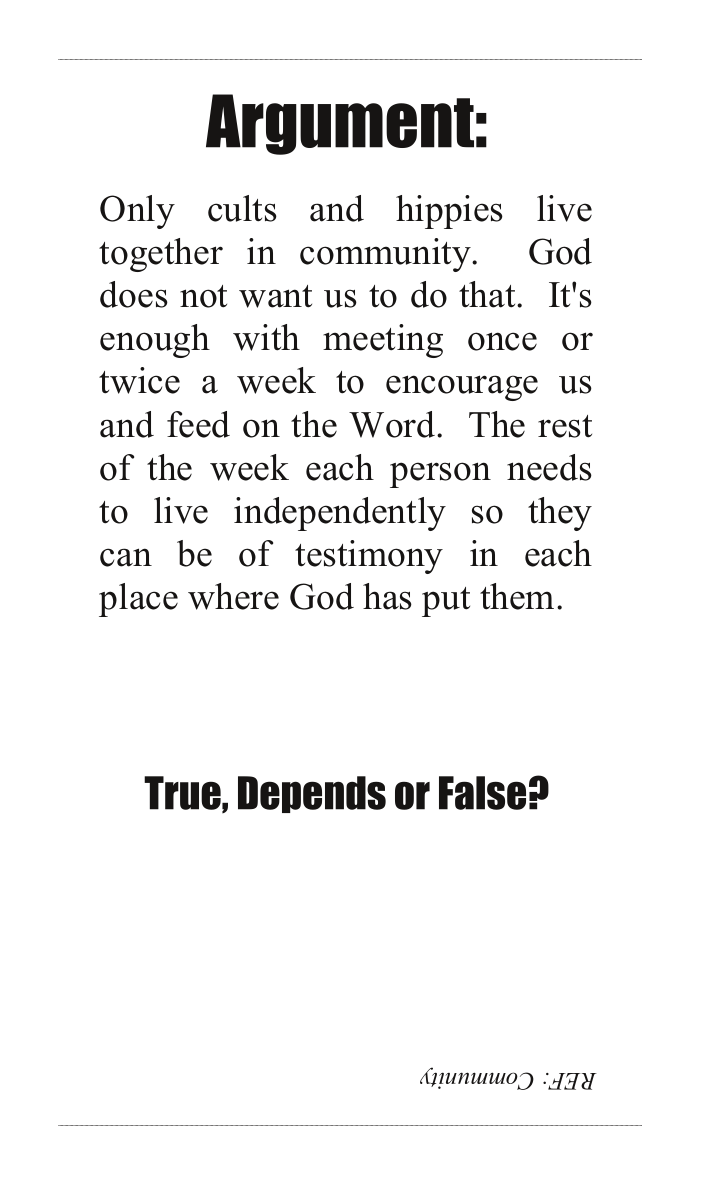 Argument:
Only cults and hippies live
together in community. God
does not want us to do that. It's
enough with meeting once or
twice a week to encourage us
and feed on the Word. The rest
of the week each person needs
to live independently so they
can be of testimony in each
place where God has put them.
True, Depends or False?
REF: Community